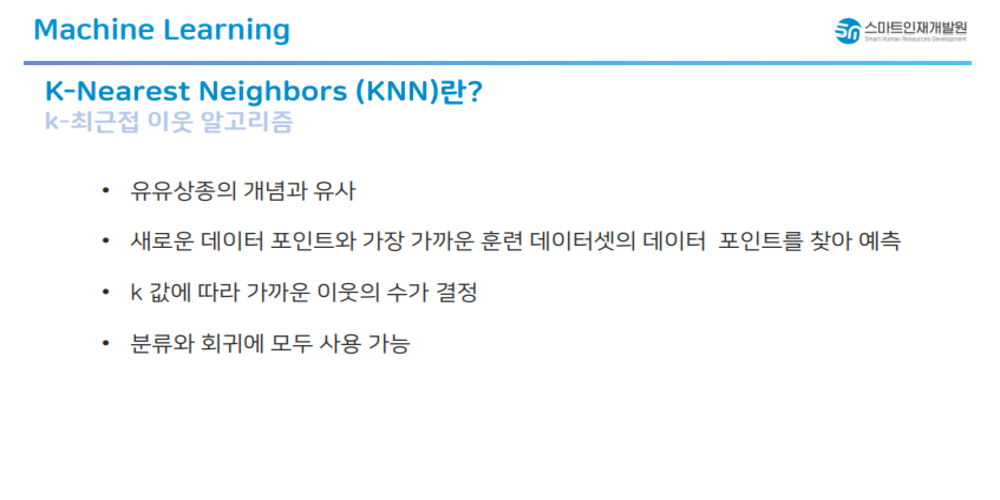 Machine Learning
스마트인재개발원
Smart Human Resources Development
K-Nearest Neighbors (KNN)란?
k-최근접 이웃 알고리즘
• 유유상종의 개념과 유사
• 새로운 데이터 포인트와 가장 가까운 훈련 데이터셋의 데이터 포인트를 찾아 예측
• k 값에 따라 가까운 이웃의 수가 결정
• 분류와 회귀에 모두 사용 가능